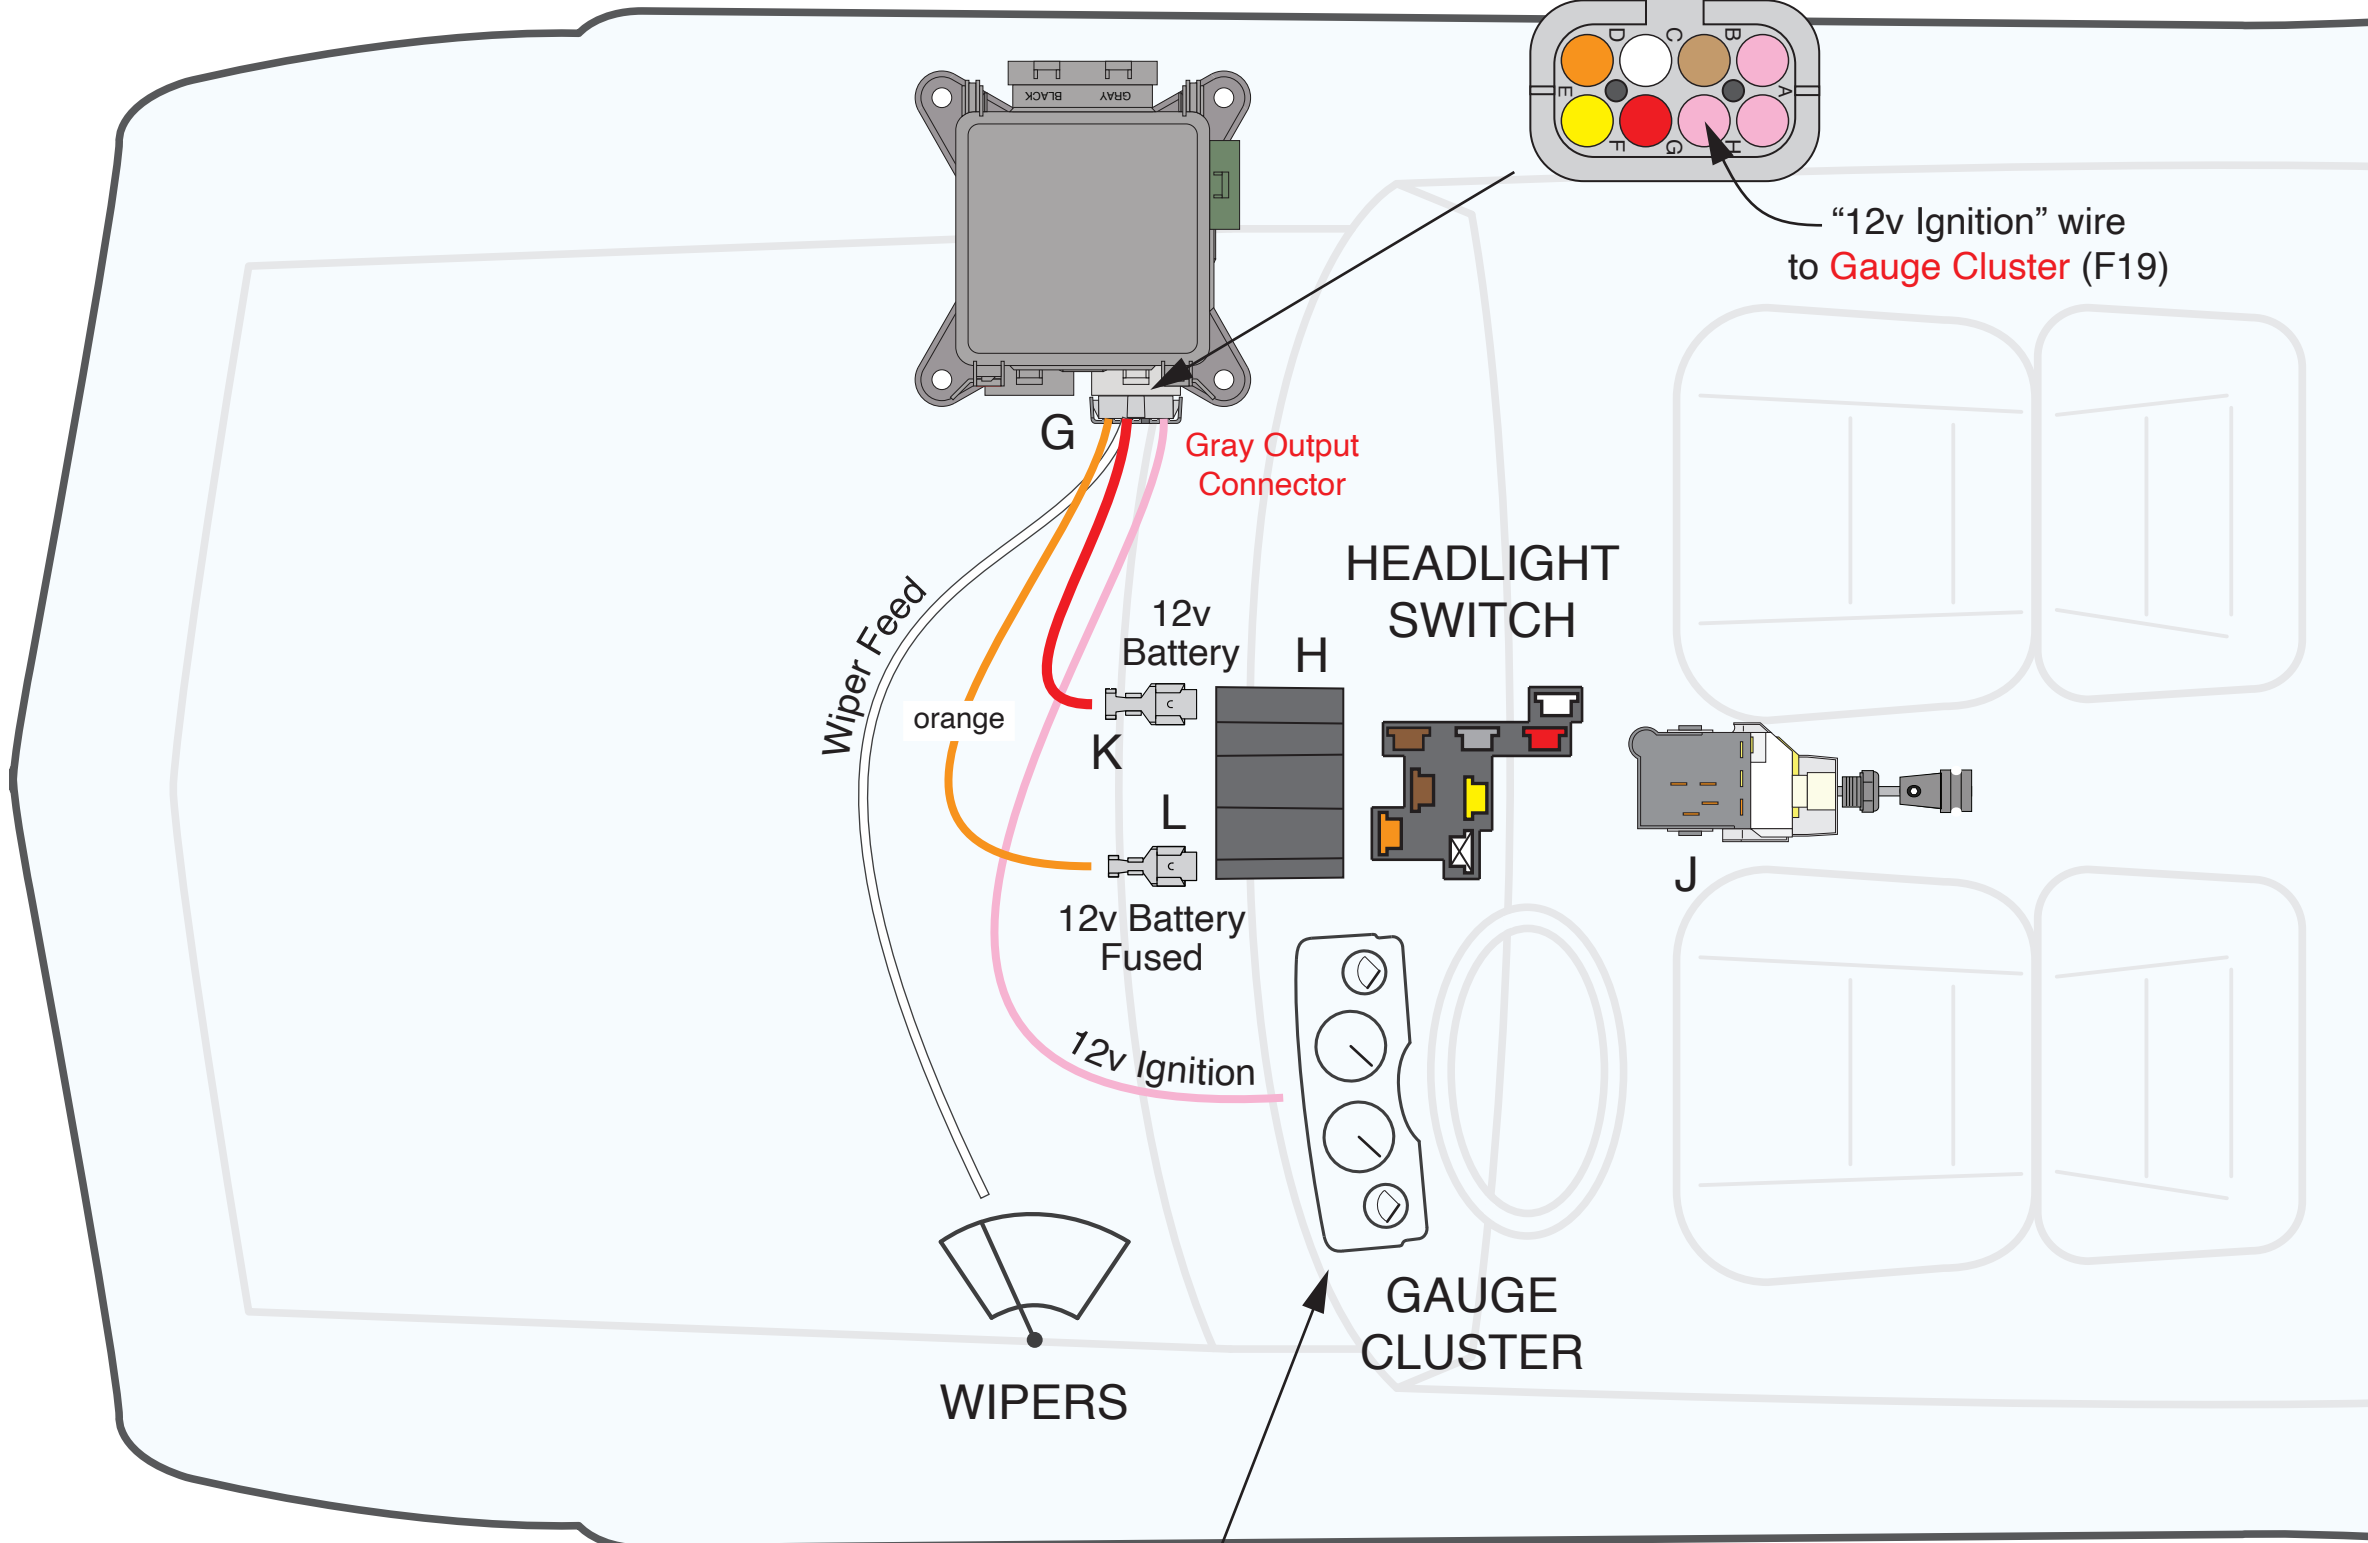 BLACK
GRAY
D
C
B
A
E
F
G
H
“12v Ignition” wire
to Gauge Cluster (F19)
G
Gray Output
Connector
Wiper Feed
orange
12v
Battery
K
H
HEADLIGHT
SWITCH
C
L
C
12v Battery
Fused
J
12v Ignition
GAUGE
CLUSTER
WIPERS